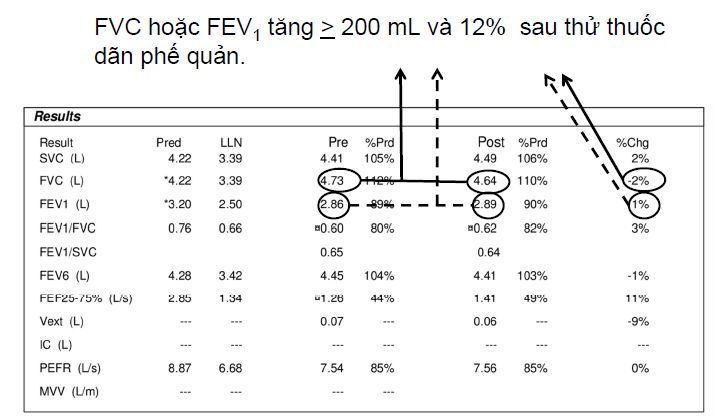 FVC hoặc FEV1 tăng > 200 mL và 12% sau thử thuốc
dãn phế quản.
Results
Result Pred LLN Pre %Prd Post %Prd %Chg
SVC (L) 4.22 3.39 4.41 105% 4.49 106% 2%
FVC (L) *4.22 3.39 4.73 112% 4.64 110% -2%
FEV1 (L) *3.20 2.50 2.86 89% 2.89 90% 1%
FEV1/FVC 0.76 0.66 ¤0.60 80% ¤0.62 82% 3%
FEV1/SVC 0.65 0.64
FEV6 (L) 4.28 3.42 4.45 104% 4.41 103% -1%
FEF25-75% (L/s) 2.85 1.34 ¤1.26 44% 1.41 49% 11%
Vext (L) --- --- 0.07 --- 0.06 --- -9%
IC (L) --- --- --- --- --- --- ---
PEFR (L/s) 8.87 6.68 7.54 85% 7.56 85% 0%
MVV (L/m) --- --- --- --- --- ---